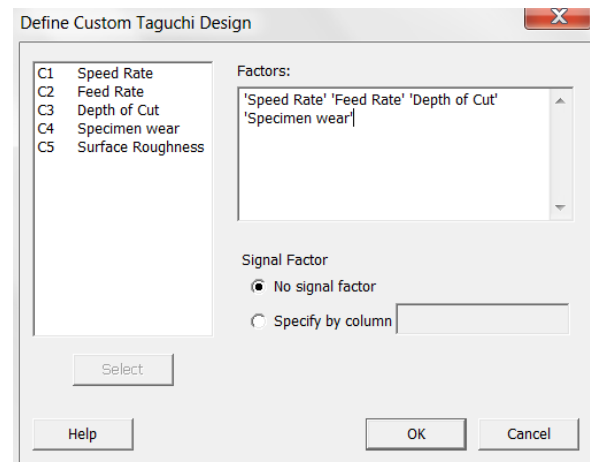 Define Custom Taguchi Design
C1 Speed Rate
C2 Feed Rate
C3 Depth of Cut
C4 Specimen wear
C5 Surface Roughness
Factors:
'Speed Rate' 'Feed Rate' 'Depth of Cut'
'Specimen wear'
Signal Factor
No signal factor
Specify by column
Select
Help
OK
Cancel